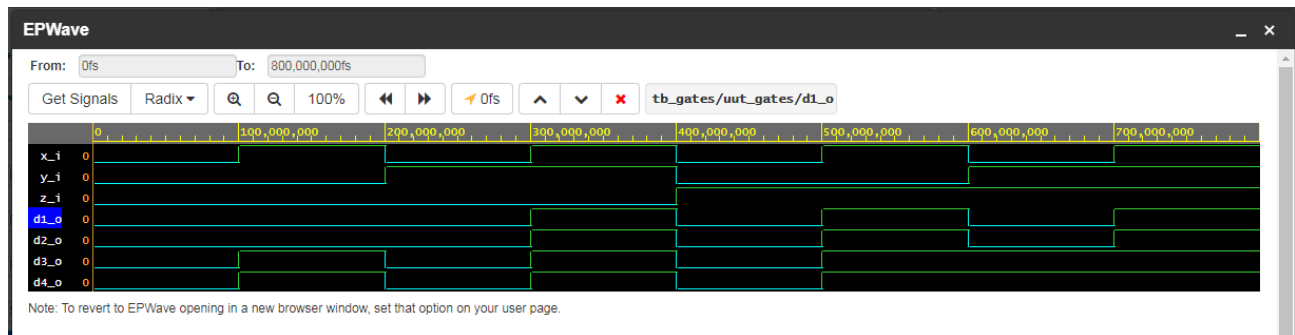 EPWave
From: 0fs To: 800,000,000fs
Get Signals Radix 100% 0fs tb_gates/uut_gates/d1_o
0 100,000,000 200,000,000 300,000,000 400,000,000 500,000,000 600,000,000 700,000,000
x_i 0
y_i 0
z_i 0
d1_o 0
d2_o 0
d3_o 0
d4_o 0
Note: To revert to EPWave opening in a new browser window, set that option on your user page.